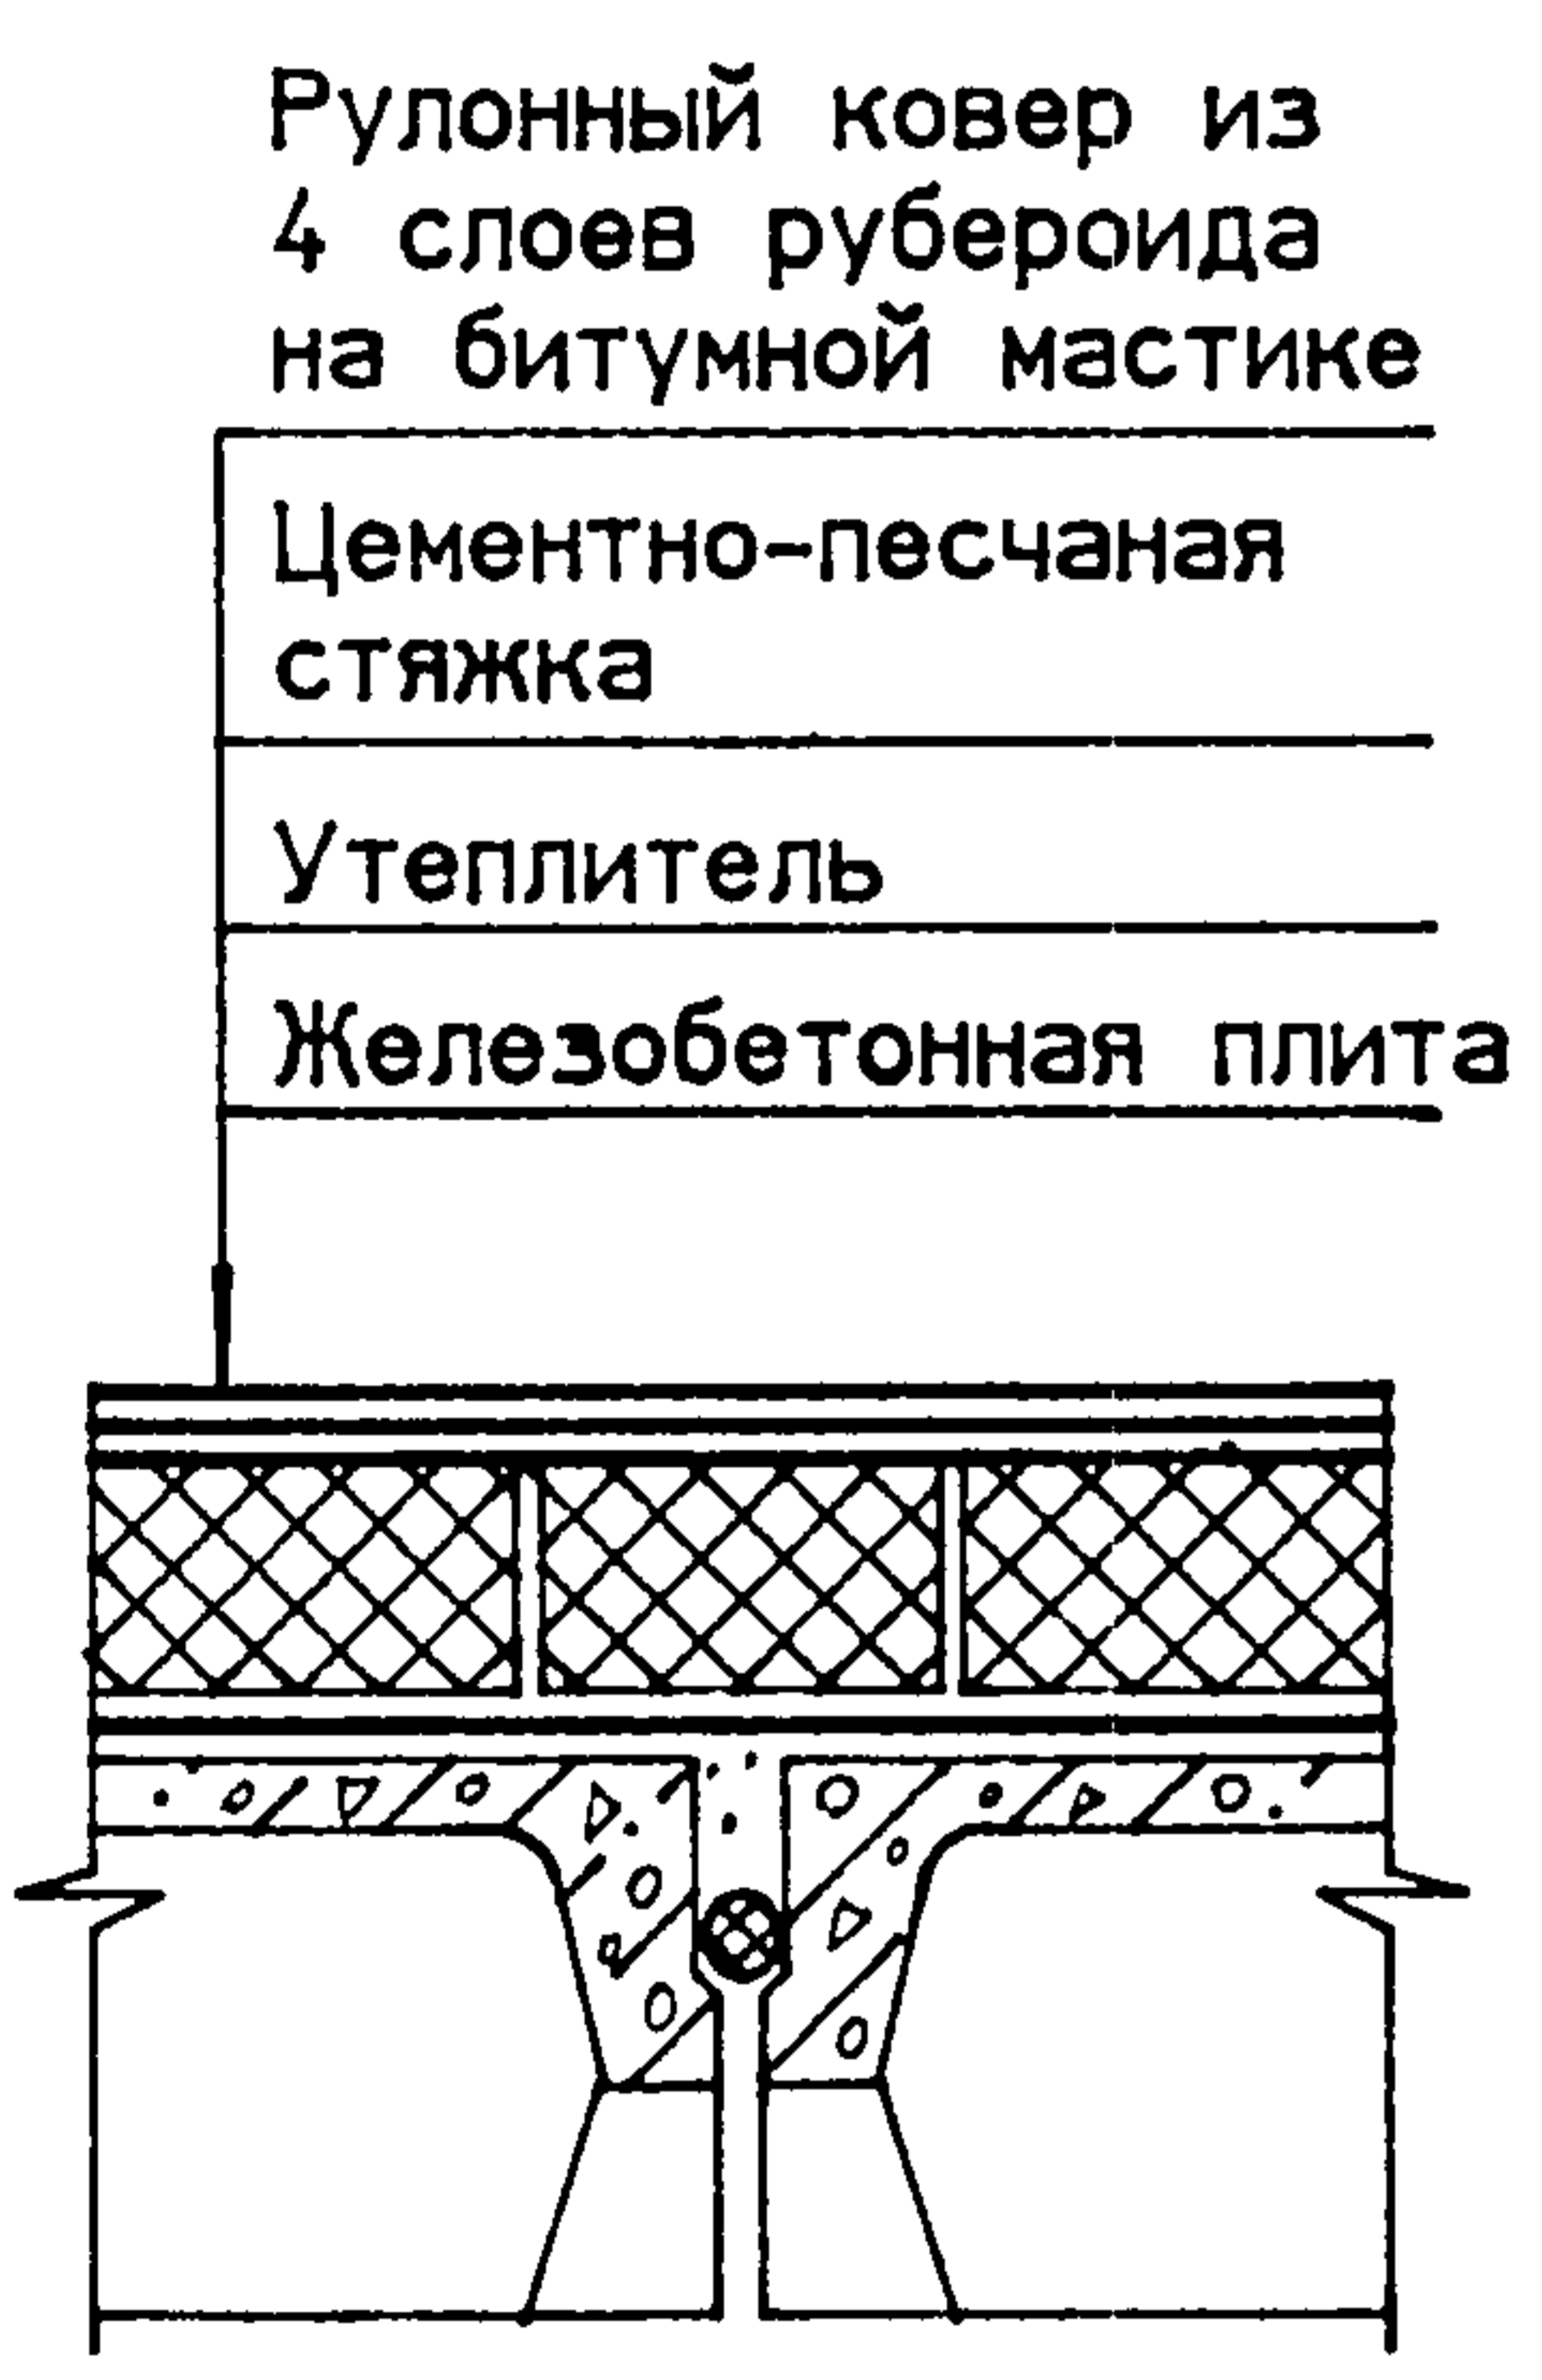 Рулонный ковер из
4 слоев рубероида
на битумной мастике
Цементно-песчаная
стяжка
Утеплитель
Железобетонная плита